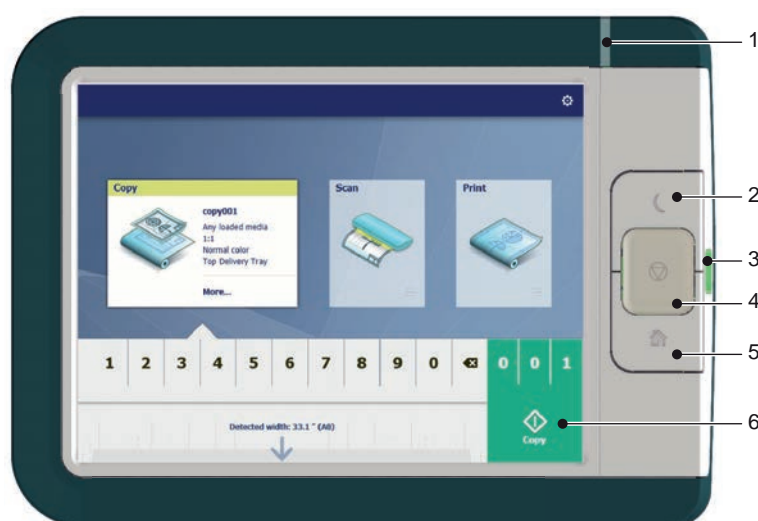 1
Copy
copy001
Any loaded media
1:1
Normal color
Top Delivery Tray
More...
Scan
Print
2
3
4
5
1 2 3 4 5 6 7 8 9 0 0 0 1
Detected width: 33.1 " (A0)
Copy
6